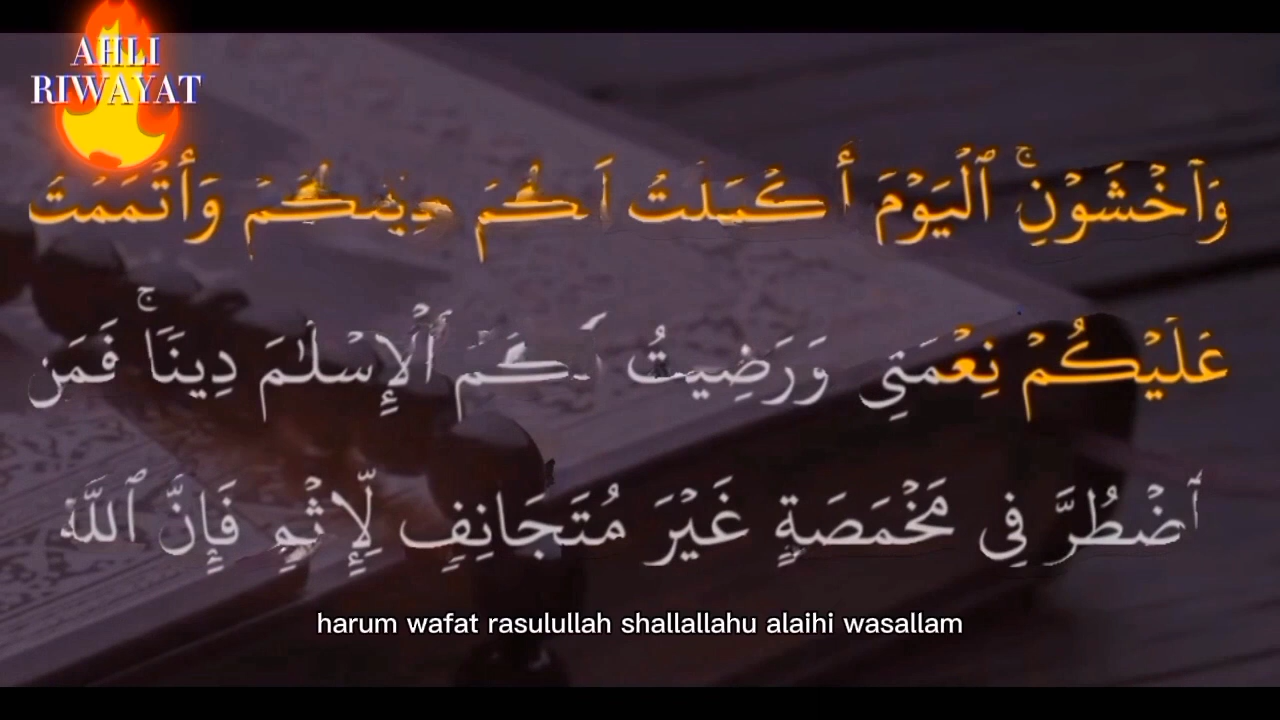 AHLI
RIWAYAT
وَٱخْشَوْنِ ۚ ٱلْيَوْمَ أَكْمَلْتُ لَكُمْ دِينَكُمْ وَأَتْمَمْتُ
عَلَيْكُمْ نِعْمَتِى وَرَضِيتُ لَكُمُ ٱلْإِسْلَٰمَ دِينًا ۚ فَمَنِ
ٱضْطُرَّ فِى مَخْمَصَةٍ غَيْرَ مُتَجَانِفٍ لِّإِثْمٍ فَإِنَّ ٱللَّهَ
harum wafat rasulullah shallallahu alaihi wasallam